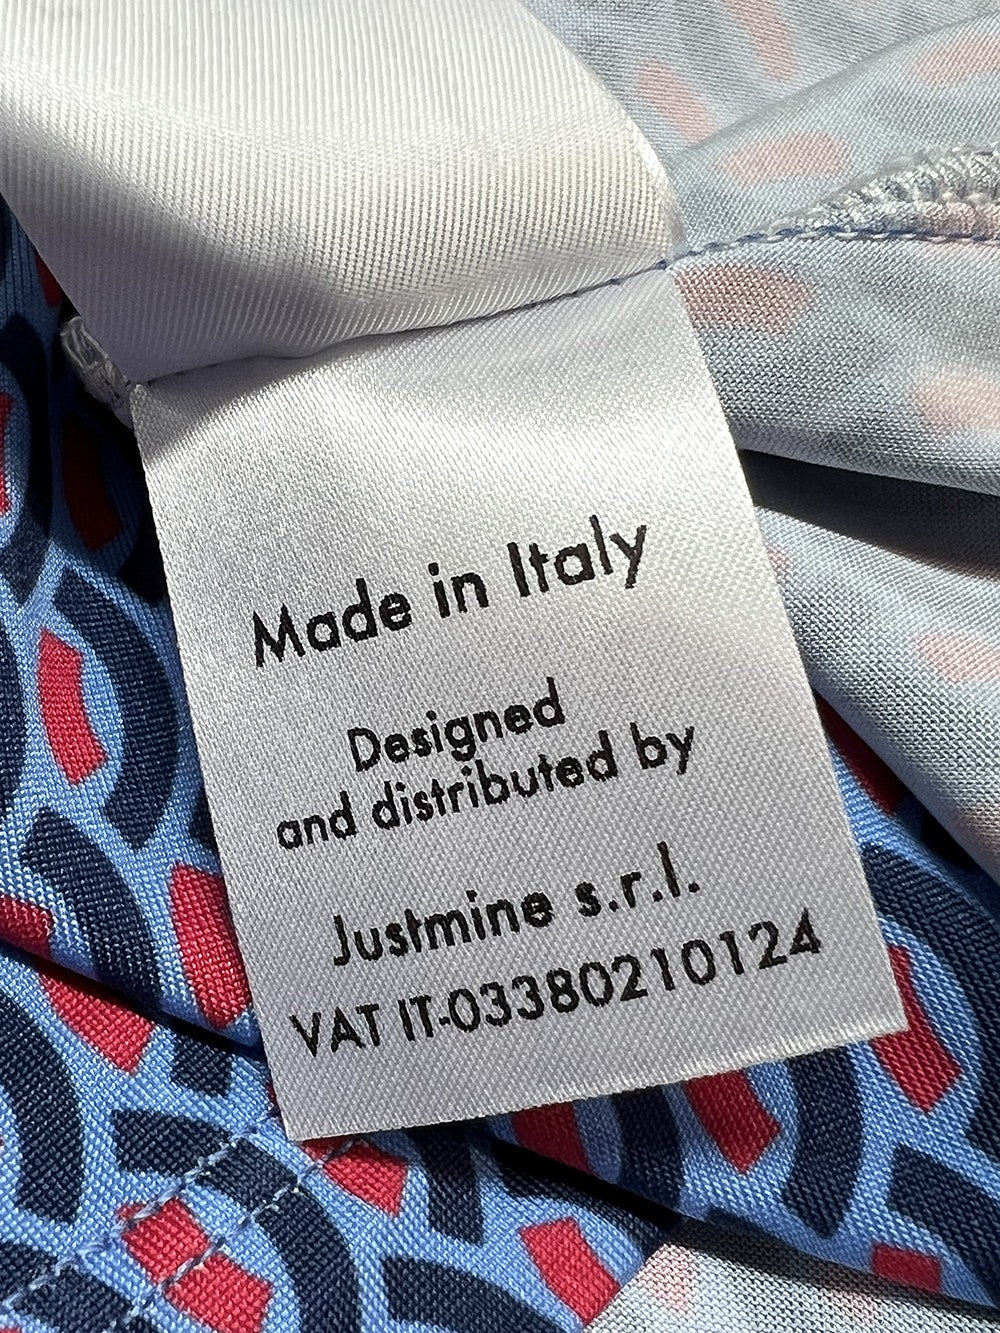 Made in Italy
Designed
and distributed by
Justmine s.r.l.
VAT IT-03380210124